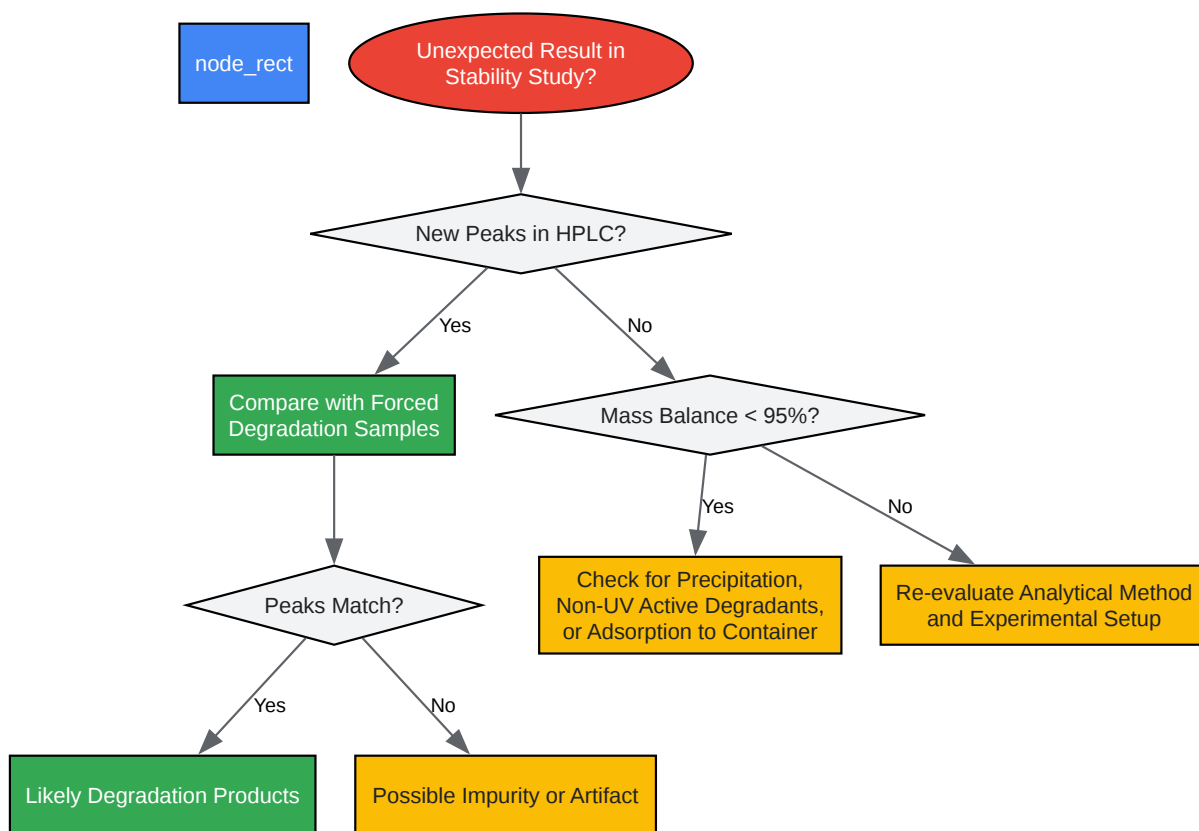 node_rect
Unexpected Result in
Stability Study?
New Peaks in HPLC?
Yes
No
Compare with Forced
Degradation Samples
Mass Balance < 95%?
Yes
No
Peaks Match?
Check for Precipitation,
Non-UV Active Degradants,
or Adsorption to Container
Re-evaluate Analytical Method
and Experimental Setup
Yes
No
Likely Degradation Products
Possible Impurity or Artifact